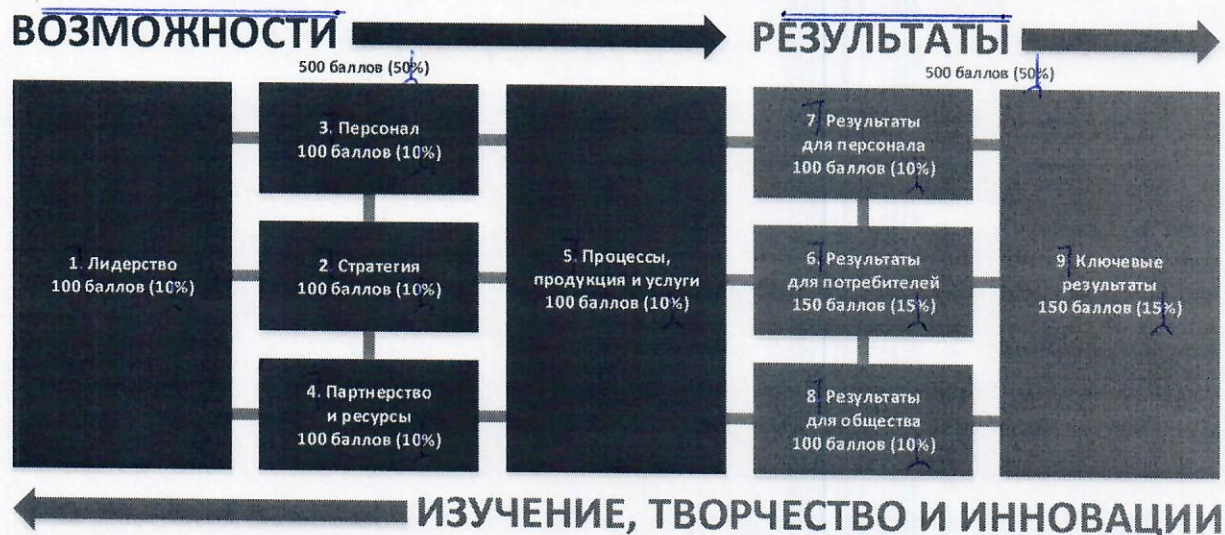 ВОЗМОЖНОСТИ
500 баллов (50%)
РЕЗУЛЬТАТЫ
500 баллов (50%)
1. Лидерство
100 баллов (10%)
3. Персонал
100 баллов (10%)
2. Стратегия
100 баллов (10%)
4. Партнерство
и ресурсы
100 баллов (10%)
5. Процессы,
продукция и услуги
100 баллов (10%)
7. Результаты
для персонала
100 баллов (10%)
6. Результаты
для потребителей
150 баллов (15%)
8. Результаты
для общества
100 баллов (10%)
9. Ключевые
результаты
150 баллов (15%)
ИЗУЧЕНИЕ, ТВОРЧЕСТВО И ИННОВАЦИИ